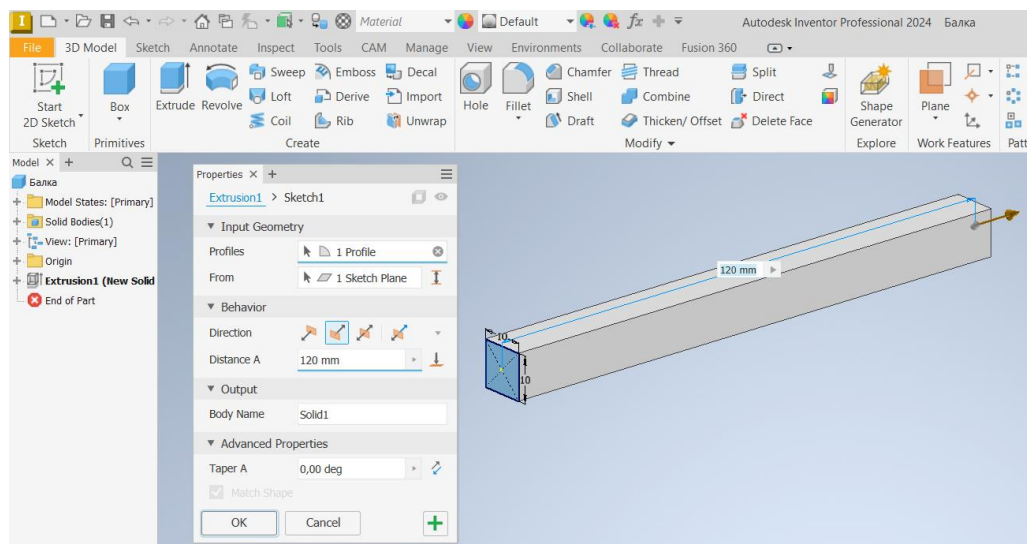 Material
Default
fx
Autodesk Inventor Professional 2024 Балка
File 3D Model Sketch Annotate Inspect Tools CAM Manage View Environments Collaborate Fusion 360
Start
2D Sketch
Box
Extrude
Revolve
Sweep
Emboss
Decal
Loft
Derive
Import
Coil
Rib
Unwrap
Hole
Fillet
Chamfer
Thread
Split
Shell
Combine
Direct
Draft
Thicken/ Offset
Delete Face
Shape
Generator
Plane
Sketch Primitives Create Modify Explore Work Features Patt
Model × +
Балка
Model States: [Primary]
Solid Bodies(1)
View: [Primary]
Origin
Extrusion1 (New Solid
End of Part
Properties × +
Extrusion1 > Sketch1
Input Geometry
Profiles 1 Profile
From 1 Sketch Plane
Behavior
Direction
Distance A 120 mm
Output
Body Name Solid1
Advanced Properties
Taper A 0,00 deg
Match Shape
OK Cancel
120 mm
10
10